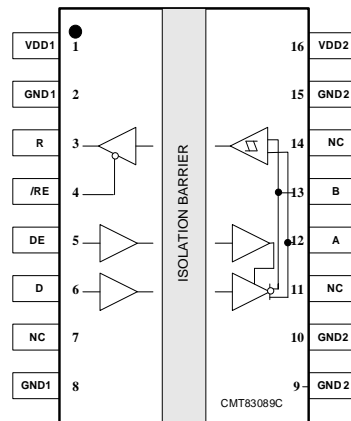 VDD1 1 16 VDD2
GND1 2 15 GND2
R 3 14 NC
/RE 4 13 B
DE 5 12 A
D 6 11 NC
NC 7 10 GND2
GND1 8 9 GND2
ISOLATION BARRIER
CMT83089C